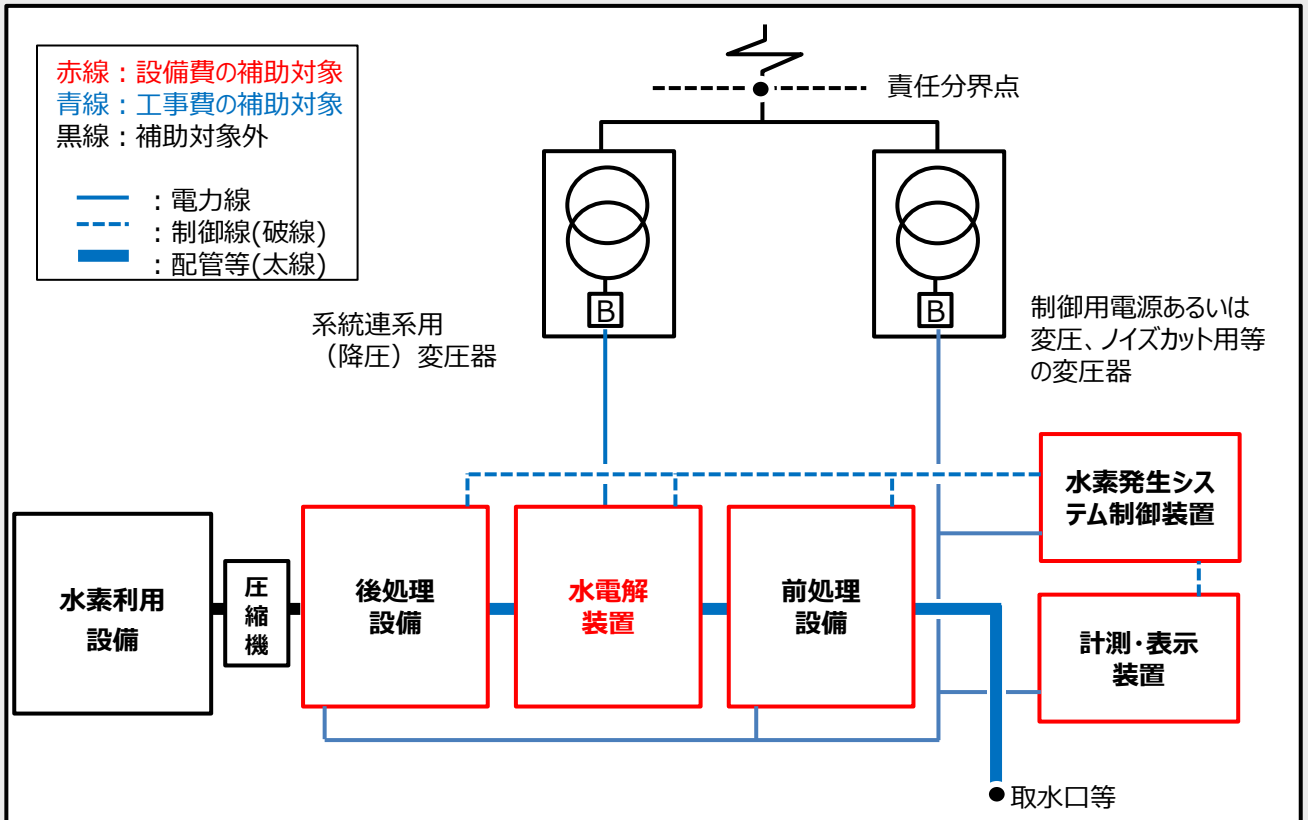 赤線：設備費の補助対象
青線：工事費の補助対象
黒線：補助対象外
：電力線
：制御線(破線)
：配管等(太線)
責任分界点
B
B
系統連系用
（降圧）変圧器
制御用電源あるいは
変圧、ノイズカット用等
の変圧器
水素発生シス
テム制御装置
水素利用
設備
圧
縮
機
後処理
設備
水電解
装置
前処理
設備
計測・表示
装置
取水口等